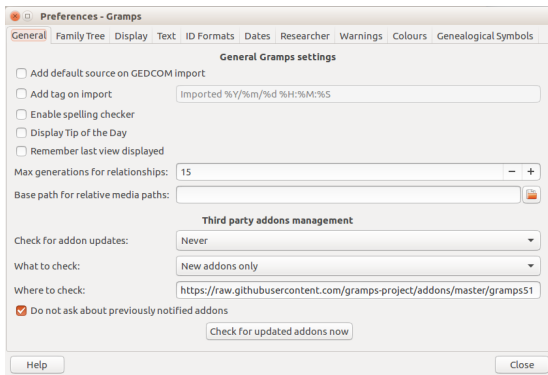 Preferences - Gramps
General Family Tree Display Text ID Formats Dates Researcher Warnings Colours Genealogical Symbols
General Gramps settings
Add default source on GEDCOM import
Add tag on import Imported %Y/%m/%d %H:%M:%S
Enable spelling checker
Display Tip of the Day
Remember last view displayed
Max generations for relationships: 15 − +
Base path for relative media paths:
Third party addons management
Check for addon updates: Never
What to check: New addons only
Where to check: https://raw.githubusercontent.com/gramps-project/addons/master/gramps51
Do not ask about previously notified addons
Check for updated addons now
Help Close